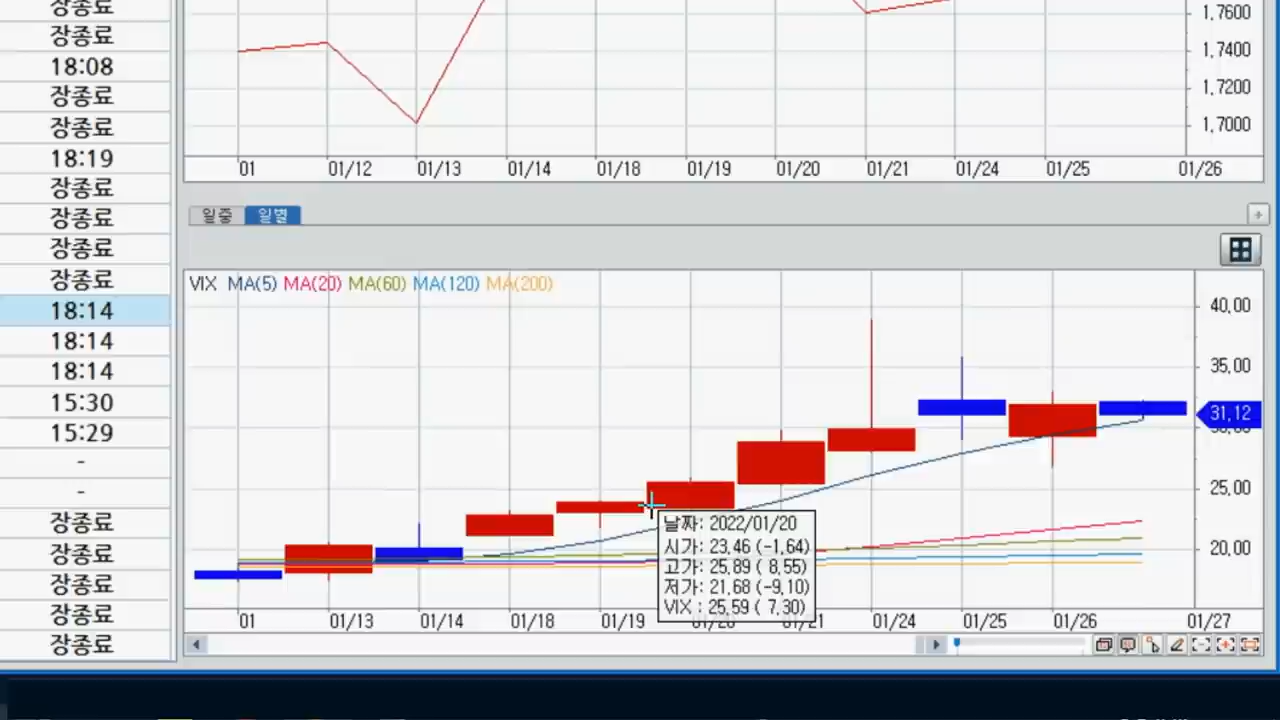 장종료
장종료
18:08
장종료
장종료
18:19
장종료
장종료
장종료
장종료
18:14
18:14
18:14
15:30
15:29
-
-
장종료
장종료
장종료
장종료
장종료
1,7600
1,7400
1,7200
1,7000
01 01/12 01/13 01/14 01/18 01/19 01/20 01/21 01/24 01/25 01/26
일중 일별
VIX MA(5) MA(20) MA(60) MA(120) MA(200)
40,00
35,00
31,12
30,00
25,00
20,00
날짜: 2022/01/20
시가: 23,46 (-1,64)
고가: 25,89 ( 8,55)
저가: 21,68 (-9,10)
VIX : 25,59 ( 7,30)
01 01/13 01/14 01/18 01/19 01/20 01/21 01/24 01/25 01/26 01/27